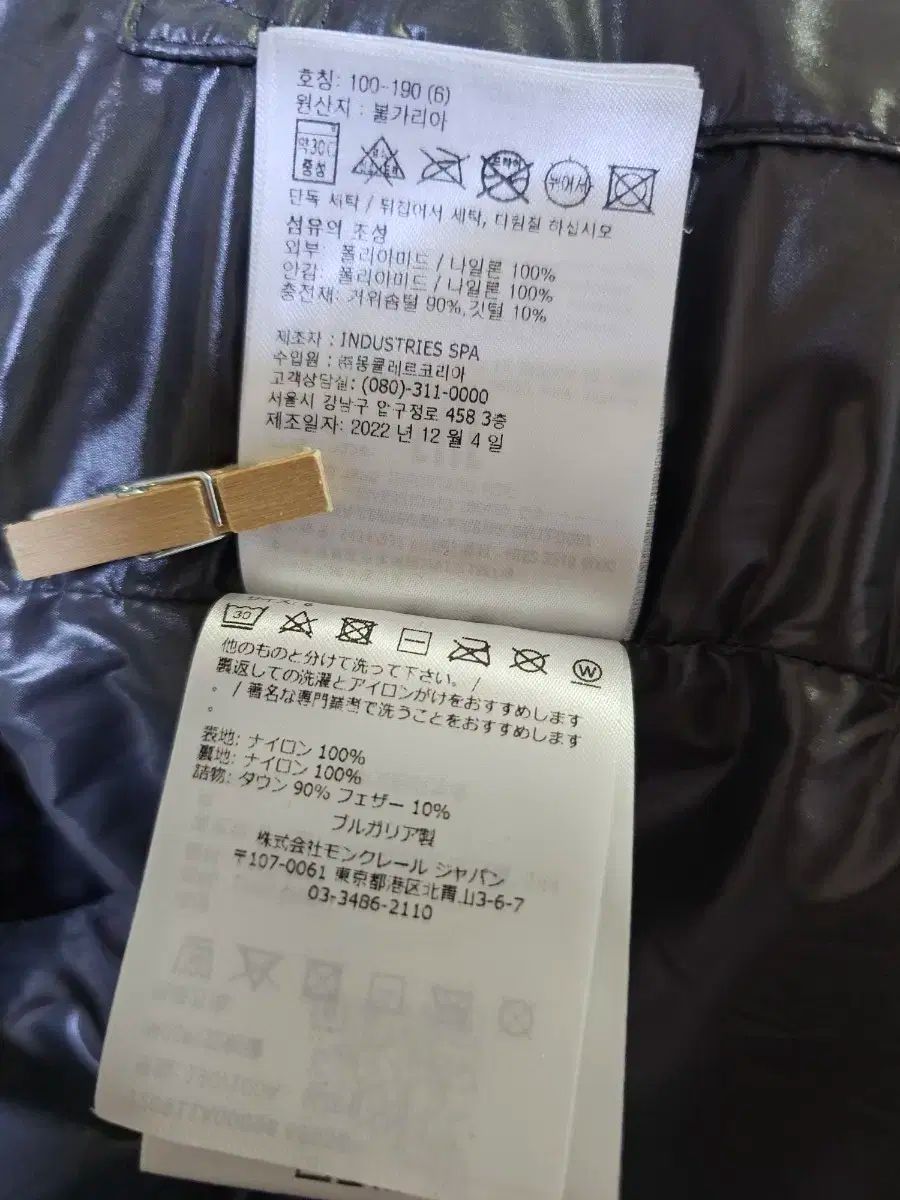 호칭: 100-190 (6)
원산지 : 불가리아
약30℃
중성
드라이
뉘어서
단독 세탁 / 뒤집어서 세탁, 다림질 하십시오
섬유의 조성
외부: 폴리아미드 / 나일론 100%
안감: 폴리아미드 / 나일론 100%
충전재: 거위솜털 90%, 깃털 10%
제조자 : INDUSTRIES SPA
수입원 : ㈜몽클레르코리아
고객상담실: (080)-311-0000
서울시 강남구 압구정로 458 3층
제조일자: 2022 년 12 월 4 일
サイズ: 6
30
W
他のものと分けて洗って下さい。 /
裏返しての洗濯とアイロンがけをおすすめします
。 / 著名な専門業者で洗うことをおすすめします
。
表地: ナイロン 100%
裏地: ナイロン 100%
詰物: ダウン 90% フェザー 10%
ブルガリア製
株式会社モンクレール ジャパン
〒107-0061 東京都港区北青山3-6-7
03-3486-2110